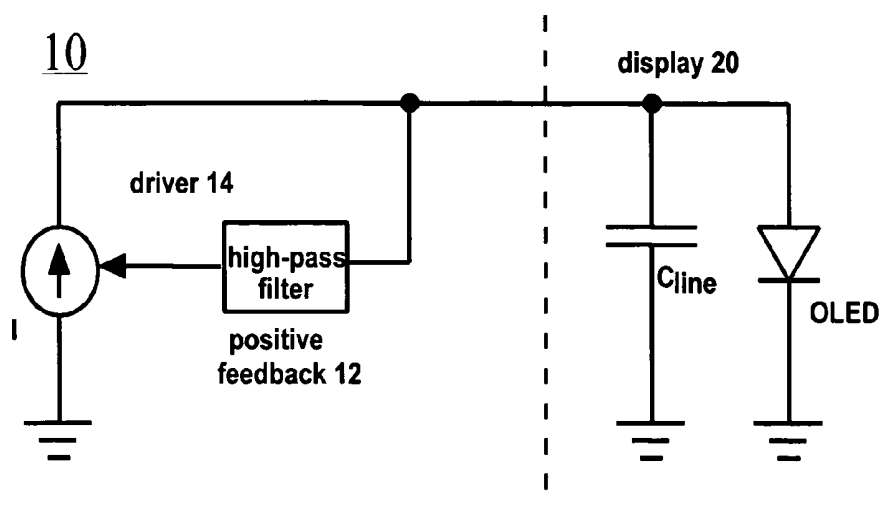 10
display 20
driver 14
high-pass
filter
Cline
OLED
I
positive
feedback 12